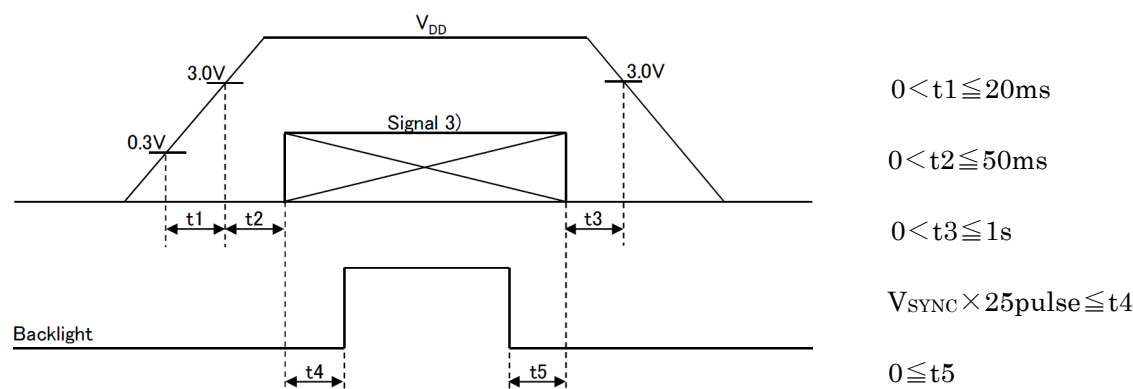 VDD
3.0V
3.0V
0.3V
Signal 3)
t1
t2
t3
Backlight
t4
t5
0<t1≦20ms
0<t2≦50ms
0<t3≦1s
VSYNC×25pulse≦t4
0≦t5